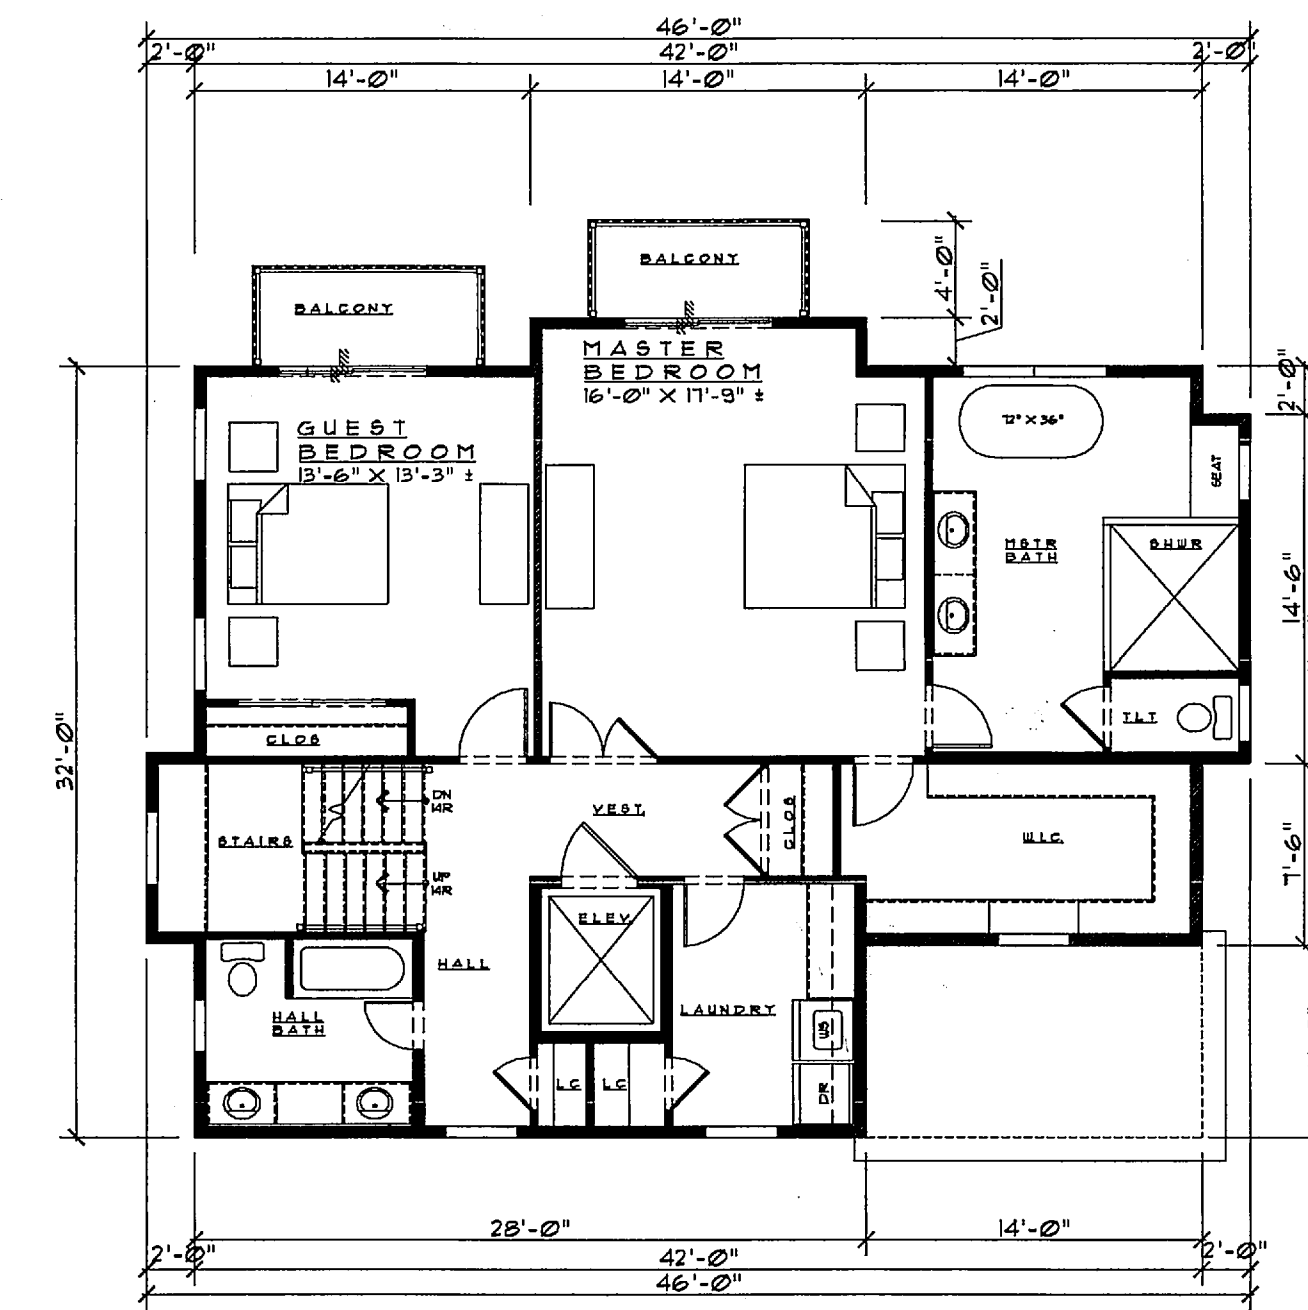 46'-0"
2'-0" 42'-0" 2'-0"
14'-0" 14'-0" 14'-0"
BALCONY
4'-0"
2'-0"
BALCONY
MASTER
BEDROOM
16'-0" X 17'-9" ±
2'-0"
GUEST
BEDROOM
13'-6" X 13'-3" ±
72" X 36"
SEAT
MSTR
BATH
SHWR
14'-6"
TLT
CLOS
32'-0"
DN
14R
VEST.
CLOS
STAIRS
W.I.C.
7'-6"
UP
14R
ELEV.
HALL
LAUNDRY
HALL
BATH
WS
LC LC
DR
28'-0" 14'-0"
2'-0" 42'-0" 2'-0"
46'-0"